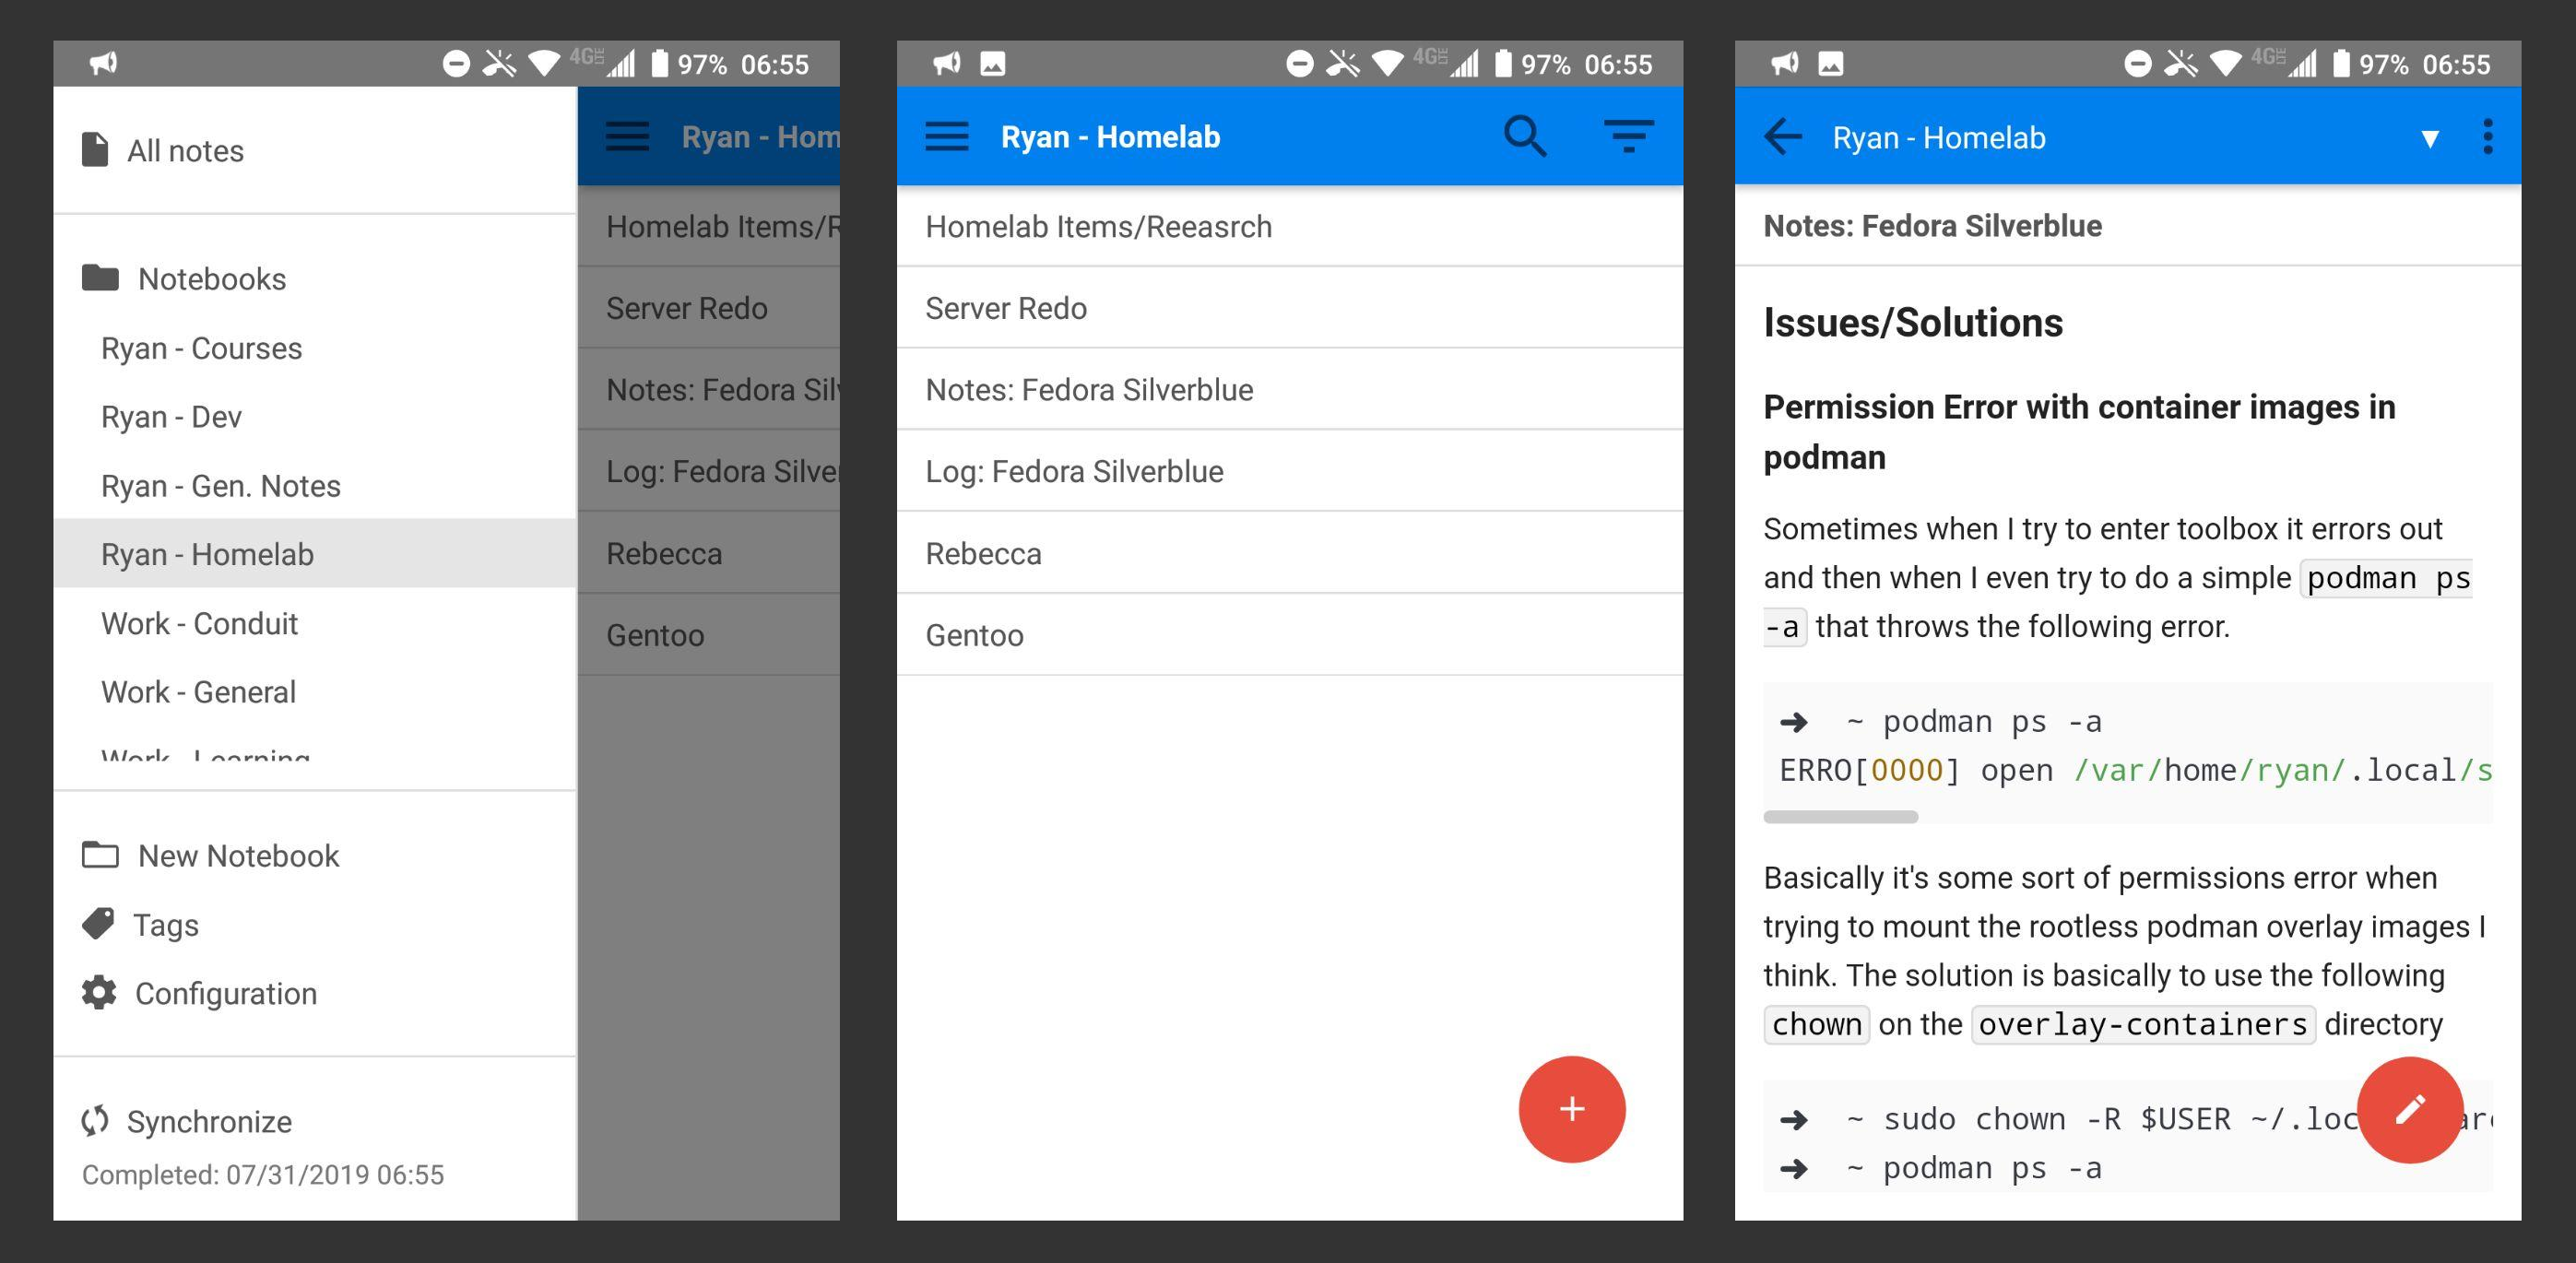 4G LTE 97% 06:55
All notes
Ryan - Hom
Notebooks
Ryan - Courses
Ryan - Dev
Ryan - Gen. Notes
Ryan - Homelab
Work - Conduit
Work - General
Work - Learning
New Notebook
Tags
Configuration
Synchronize
Completed: 07/31/2019 06:55
Homelab Items/R
Server Redo
Notes: Fedora Sil
Log: Fedora Silve
Rebecca
Gentoo
4G LTE 97% 06:55
Ryan - Homelab
Homelab Items/Reeasrch
Server Redo
Notes: Fedora Silverblue
Log: Fedora Silverblue
Rebecca
Gentoo
+
4G LTE 97% 06:55
Ryan - Homelab
Notes: Fedora Silverblue
Issues/Solutions
Permission Error with container images in
podman
Sometimes when I try to enter toolbox it errors out
and then when I even try to do a simple podman ps
-a that throws the following error.
➜ ~ podman ps -a
ERRO[0000] open /var/home/ryan/.local/s
Basically it's some sort of permissions error when
trying to mount the rootless podman overlay images I
think. The solution is basically to use the following
chown on the overlay-containers directory
➜ ~ sudo chown -R $USER ~/.loc
➜ ~ podman ps -a